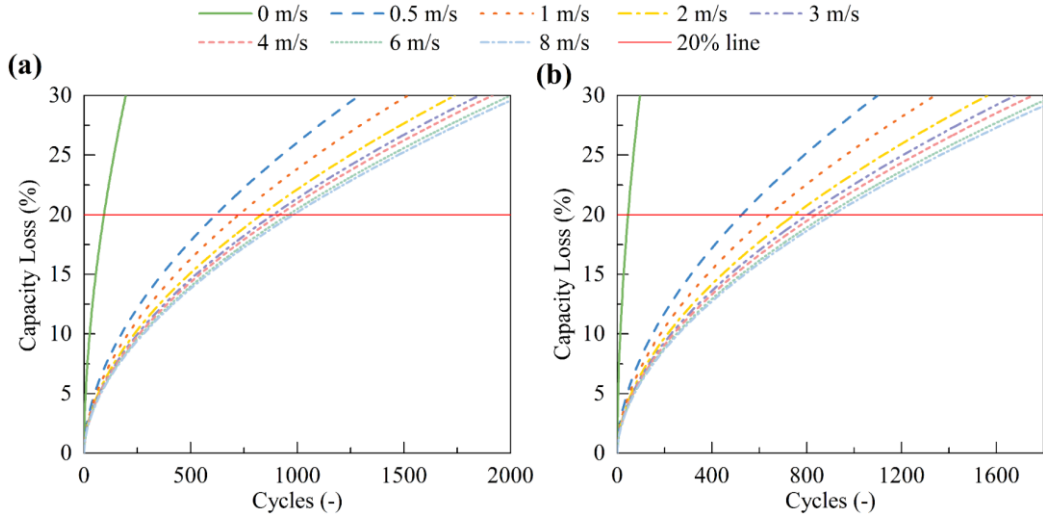 0 m/s 0.5 m/s 1 m/s 2 m/s 3 m/s
4 m/s 6 m/s 8 m/s 20% line
(a)
30
25
20
15
10
5
0
Capacity Loss (%)
0 500 1000 1500 2000
Cycles (-)
(b)
30
25
20
15
10
5
0
Capacity Loss (%)
0 400 800 1200 1600
Cycles (-)